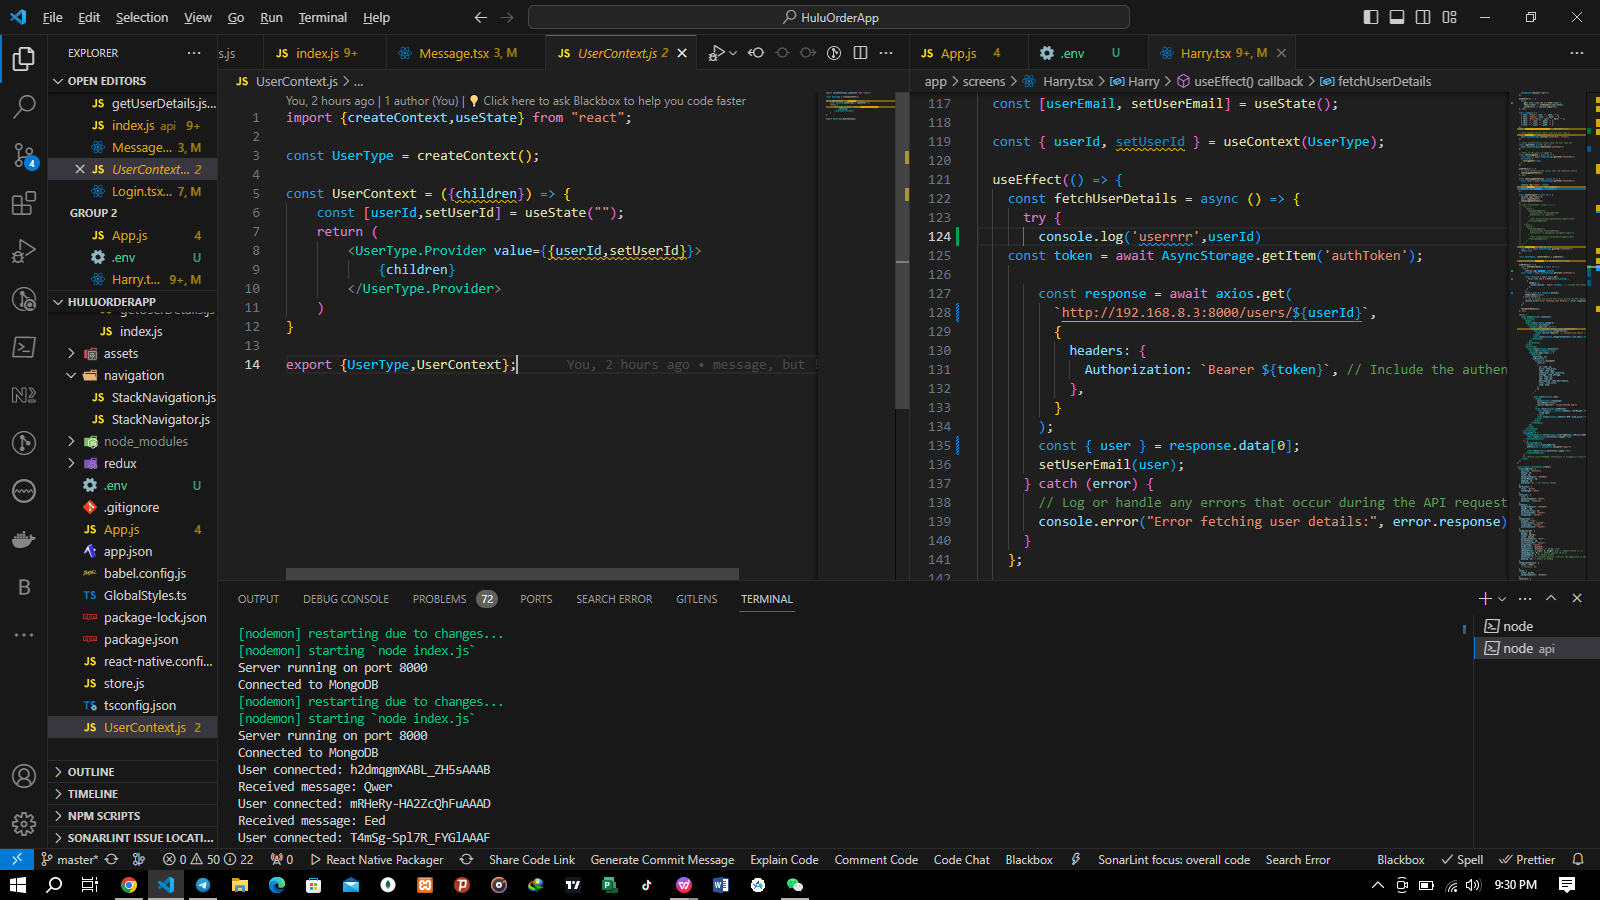 File Edit Selection View Go Run Terminal Help
HuluOrderApp
EXPLORER
OPEN EDITORS
getUserDetails.js...
index.js api 9+
Message... 3, M
UserContext... 2
Login.tsx... 7, M
GROUP 2
App.js 4
.env U
Harry.t... 9+, M
HULUORDERAPP
getUserDetails.js
index.js
assets
navigation
StackNavigation.js
StackNavigator.js
node_modules
redux
.env U
.gitignore
App.js 4
app.json
babel.config.js
GlobalStyles.ts
package-lock.json
package.json
react-native.confi...
store.js
tsconfig.json
UserContext.js 2
OUTLINE
TIMELINE
NPM SCRIPTS
SONARLINT ISSUE LOCATI...
s.js index.js 9+ Message.tsx 3, M UserContext.js 2
UserContext.js > ...
You, 2 hours ago | 1 author (You) | Click here to ask Blackbox to help you code faster
1 import {createContext,useState} from "react";
2
3 const UserType = createContext();
4
5 const UserContext = ({children}) => {
6 const [userId,setUserId] = useState("");
7 return (
8 <UserType.Provider value={{userId,setUserId}}>
9 {children}
10 </UserType.Provider>
11 )
12 }
13
14 export {UserType,UserContext}; You, 2 hours ago • message, but
App.js 4 .env U Harry.tsx 9+, M
app > screens > Harry.tsx > Harry > useEffect() callback > fetchUserDetails
117 const [userEmail, setUserEmail] = useState();
118
119 const { userId, setUserId } = useContext(UserType);
120
121 useEffect(() => {
122 const fetchUserDetails = async () => {
123 try {
124 console.log('userrrr',userId)
125 const token = await AsyncStorage.getItem('authToken');
126
127 const response = await axios.get(
128 `http://192.168.8.3:8000/users/${userId}`,
129 {
130 headers: {
131 Authorization: `Bearer ${token}`, // Include the authen
132 },
133 }
134 );
135 const { user } = response.data[0];
136 setUserEmail(user);
137 } catch (error) {
138 // Log or handle any errors that occur during the API request
139 console.error("Error fetching user details:", error.response)
140 }
141 };
142
OUTPUT DEBUG CONSOLE PROBLEMS 72 PORTS SEARCH ERROR GITLENS TERMINAL
[nodemon] restarting due to changes...
[nodemon] starting `node index.js`
Server running on port 8000
Connected to MongoDB
[nodemon] restarting due to changes...
[nodemon] starting `node index.js`
Server running on port 8000
Connected to MongoDB
User connected: h2dmqgmXABL_ZH5sAAAB
Received message: Qwer
User connected: mRHeRy-HA2ZcQhFuAAAD
Received message: Eed
User connected: T4mSg-Spl7R_FYGlAAAF
node
node api
master* 0 50 22 0 React Native Packager Share Code Link Generate Commit Message Explain Code Comment Code Code Chat Blackbox SonarLint focus: overall code Search Error Blackbox Spell Prettier
9:30 PM